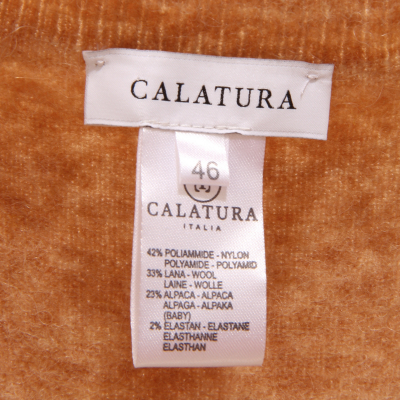 CALATURA
46
CALATURA
ITALIA
42% POLIAMMIDE - NYLON
POLYAMIDE - POLYAMID
33% LANA - WOOL
LAINE - WOLLE
23% ALPACA - ALPACA
ALPAGA - ALPAKA
(BABY)
2% ELASTAN - ELASTANE
ELASTHANNE
ELASTHAN